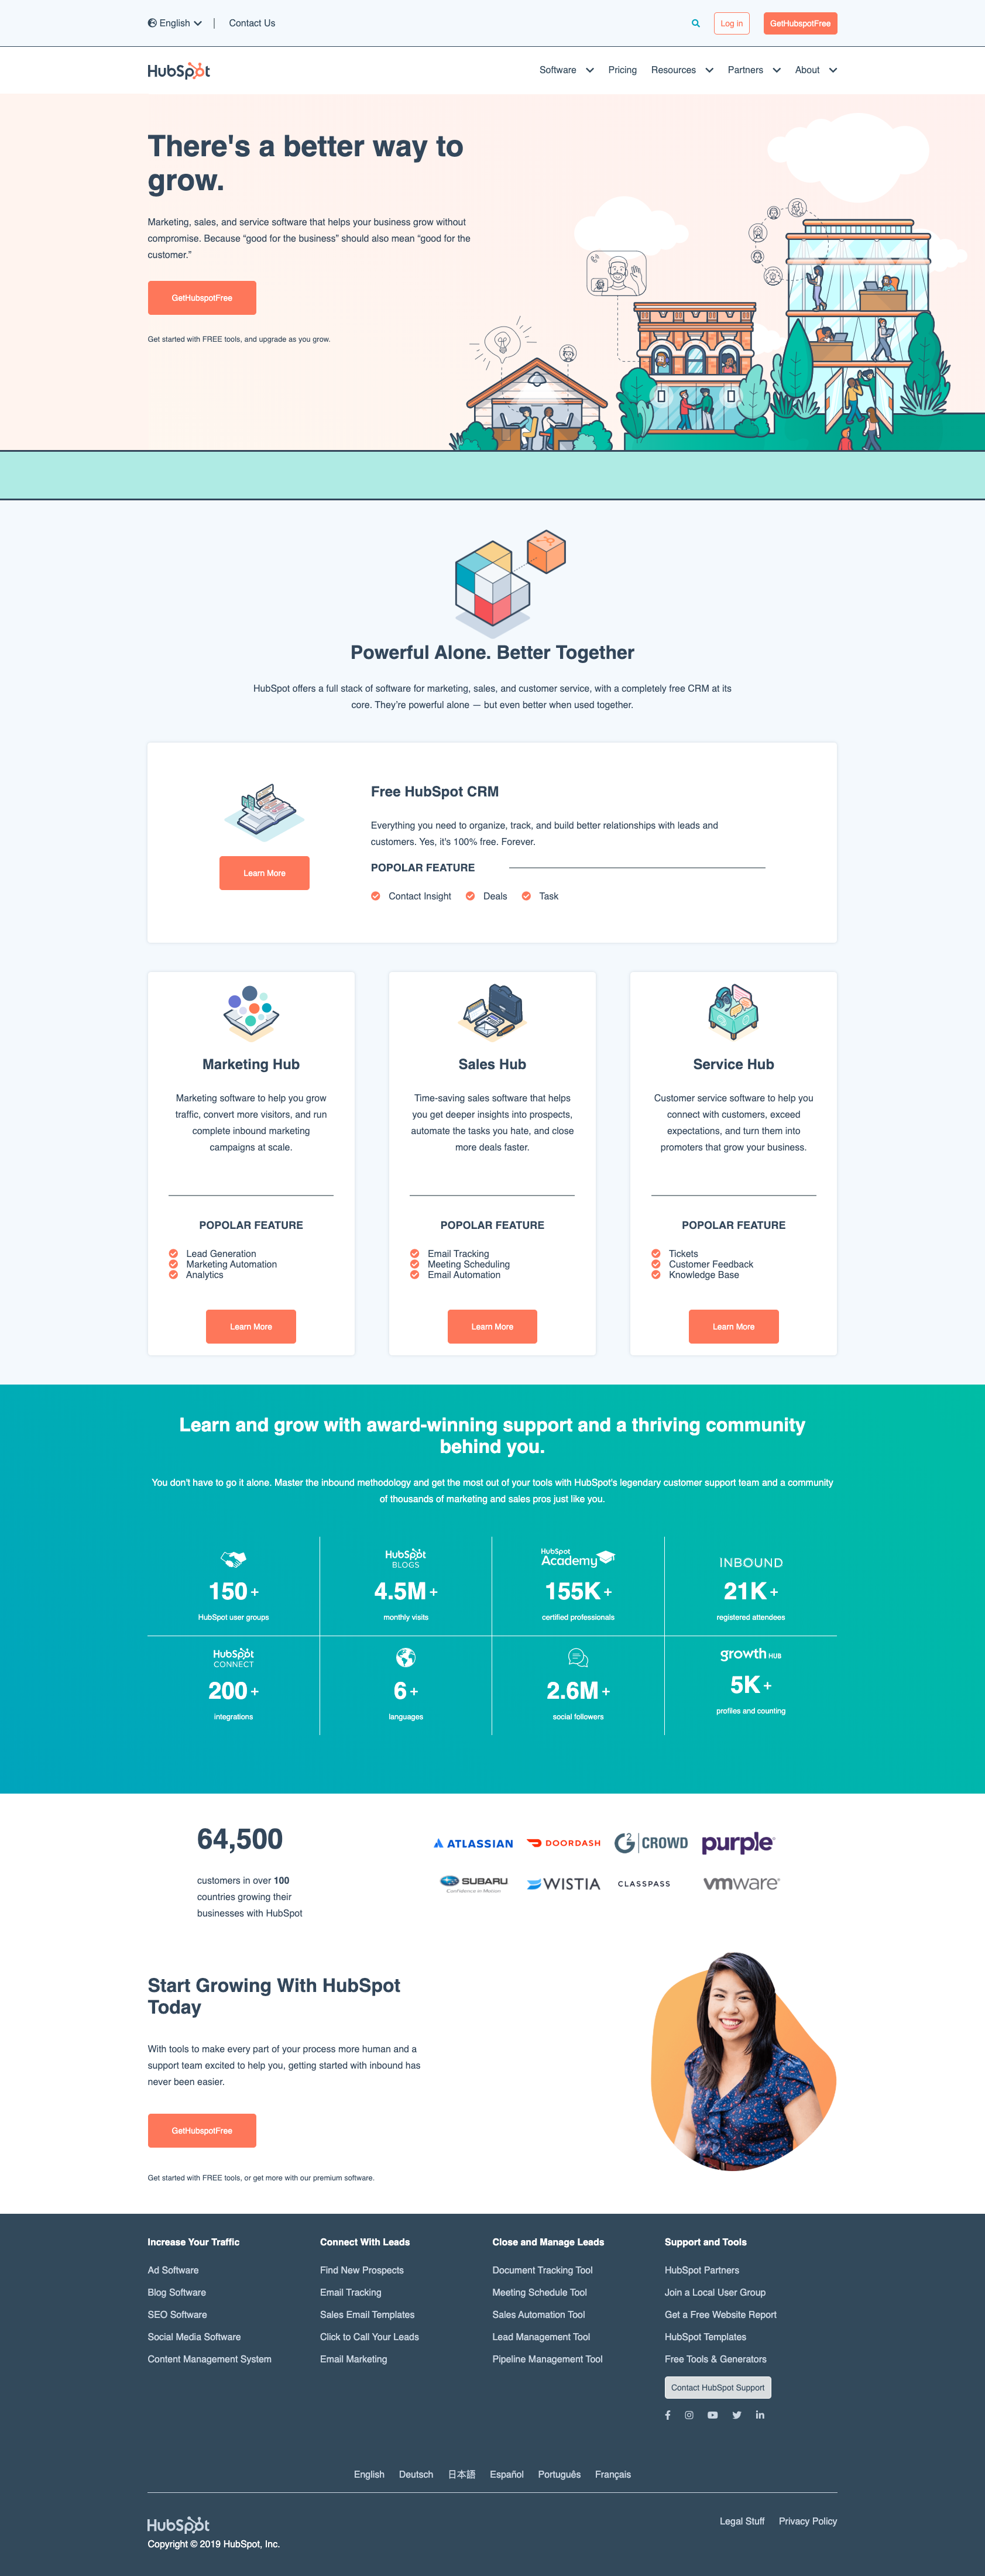 English | Contact Us
Log in
GetHubspotFree
HubSpot
Software
Pricing
Resources
Partners
About
There's a better way to
grow.
Marketing, sales, and service software that helps your business grow without
compromise. Because “good for the business” should also mean “good for the
customer.”
GetHubspotFree
Get started with FREE tools, and upgrade as you grow.
Powerful Alone. Better Together
HubSpot offers a full stack of software for marketing, sales, and customer service, with a completely free CRM at its
core. They’re powerful alone — but even better when used together.
Free HubSpot CRM
Everything you need to organize, track, and build better relationships with leads and
customers. Yes, it's 100% free. Forever.
Learn More
POPOLAR FEATURE
Contact Insight
Deals
Task
Marketing Hub
Marketing software to help you grow
traffic, convert more visitors, and run
complete inbound marketing
campaigns at scale.
POPOLAR FEATURE
Lead Generation
Marketing Automation
Analytics
Learn More
Sales Hub
Time-saving sales software that helps
you get deeper insights into prospects,
automate the tasks you hate, and close
more deals faster.
POPOLAR FEATURE
Email Tracking
Meeting Scheduling
Email Automation
Learn More
Service Hub
Customer service software to help you
connect with customers, exceed
expectations, and turn them into
promoters that grow your business.
POPOLAR FEATURE
Tickets
Customer Feedback
Knowledge Base
Learn More
Learn and grow with award-winning support and a thriving community
behind you.
You don't have to go it alone. Master the inbound methodology and get the most out of your tools with HubSpot's legendary customer support team and a community
of thousands of marketing and sales pros just like you.
150 +
HubSpot user groups
HubSpot
BLOGS
4.5M +
monthly visits
HubSpot
Academy
155K +
certified professionals
INBOUND
21K +
registered attendees
HubSpot
CONNECT
200 +
integrations
6 +
languages
2.6M +
social followers
growth HUB
5K +
profiles and counting
64,500
customers in over 100
countries growing their
businesses with HubSpot
ATLASSIAN
DOORDASH
G2 CROWD
purple
SUBARU
Confidence in Motion
WISTIA
CLASSPASS
vmware
Start Growing With HubSpot
Today
With tools to make every part of your process more human and a
support team excited to help you, getting started with inbound has
never been easier.
GetHubspotFree
Get started with FREE tools, or get more with our premium software.
Increase Your Traffic
Ad Software
Blog Software
SEO Software
Social Media Software
Content Management System
Connect With Leads
Find New Prospects
Email Tracking
Sales Email Templates
Click to Call Your Leads
Email Marketing
Close and Manage Leads
Document Tracking Tool
Meeting Schedule Tool
Sales Automation Tool
Lead Management Tool
Pipeline Management Tool
Support and Tools
HubSpot Partners
Join a Local User Group
Get a Free Website Report
HubSpot Templates
Free Tools & Generators
Contact HubSpot Support
English
Deutsch
日本語
Español
Português
Français
HubSpot
Copyright © 2019 HubSpot, Inc.
Legal Stuff
Privacy Policy